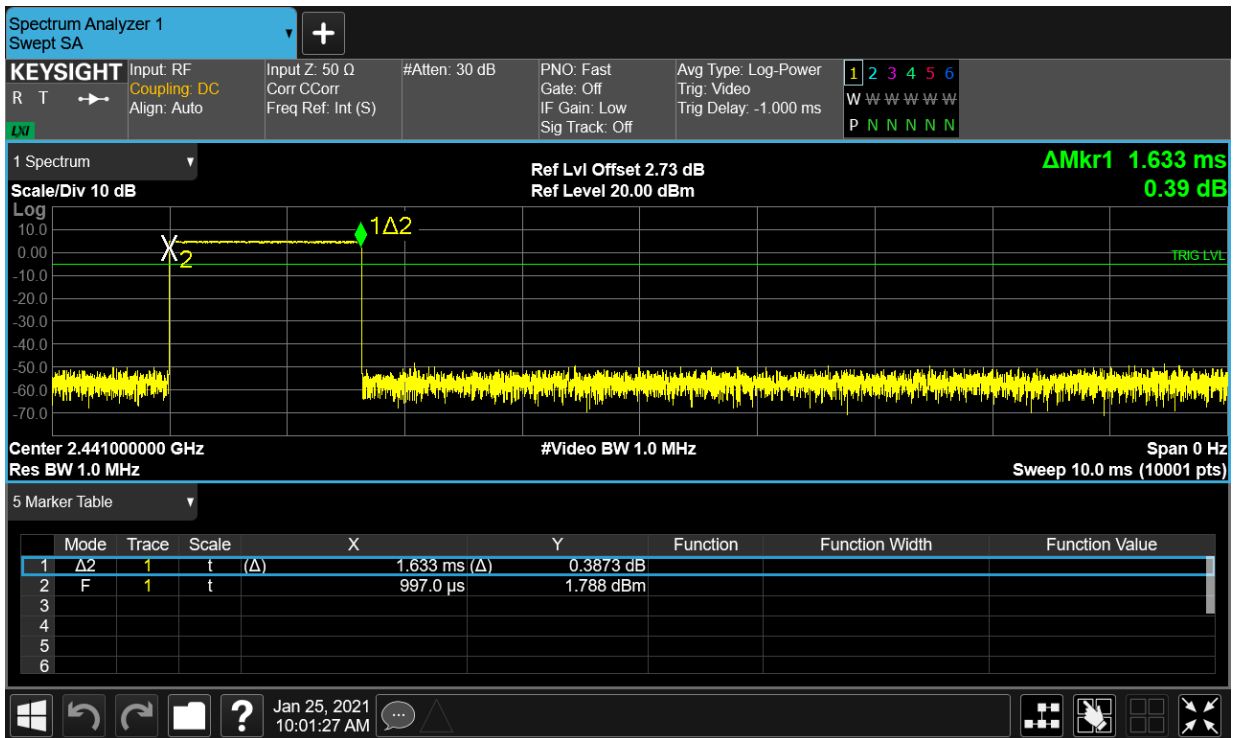 Spectrum Analyzer 1
Swept SA
▼
+
KEYSIGHT
R T
LXI
Input: RF
Coupling: DC
Align: Auto
Input Z: 50 Ω
Corr CCorr
Freq Ref: Int (S)
#Atten: 30 dB
PNO: Fast
Gate: Off
IF Gain: Low
Sig Track: Off
Avg Type: Log-Power
Trig: Video
Trig Delay: -1.000 ms
1 2 3 4 5 6
W W W W W W
P N N N N N
1 Spectrum ▼
Scale/Div 10 dB
Ref Lvl Offset 2.73 dB
Ref Level 20.00 dBm
ΔMkr1 1.633 ms
0.39 dB
Log
10.0
0.00
-10.0
-20.0
-30.0
-40.0
-50.0
-60.0
-70.0
X
2
1Δ2
TRIG LVL
Center 2.441000000 GHz #Video BW 1.0 MHz Span 0 Hz
Res BW 1.0 MHz Sweep 10.0 ms (10001 pts)
5 Marker Table ▼
Mode Trace Scale X Y Function Function Width Function Value
1 Δ2 1 t (Δ) 1.633 ms (Δ) 0.3873 dB
2 F 1 t 997.0 µs 1.788 dBm
3
4
5
6
?
Jan 25, 2021
10:01:27 AM